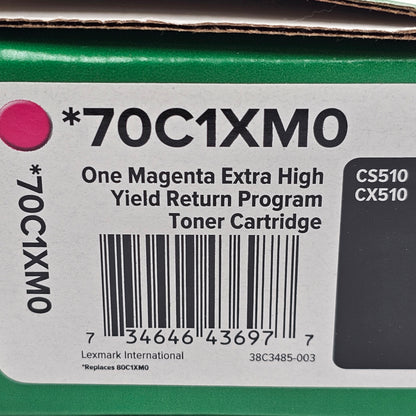 *70C1XM0
*70C1XM0
One Magenta Extra High
Yield Return Program
Toner Cartridge
CS510
CX510
7 34646 43697 7
Lexmark International 38C3485-003
*Replaces 80C1XM0